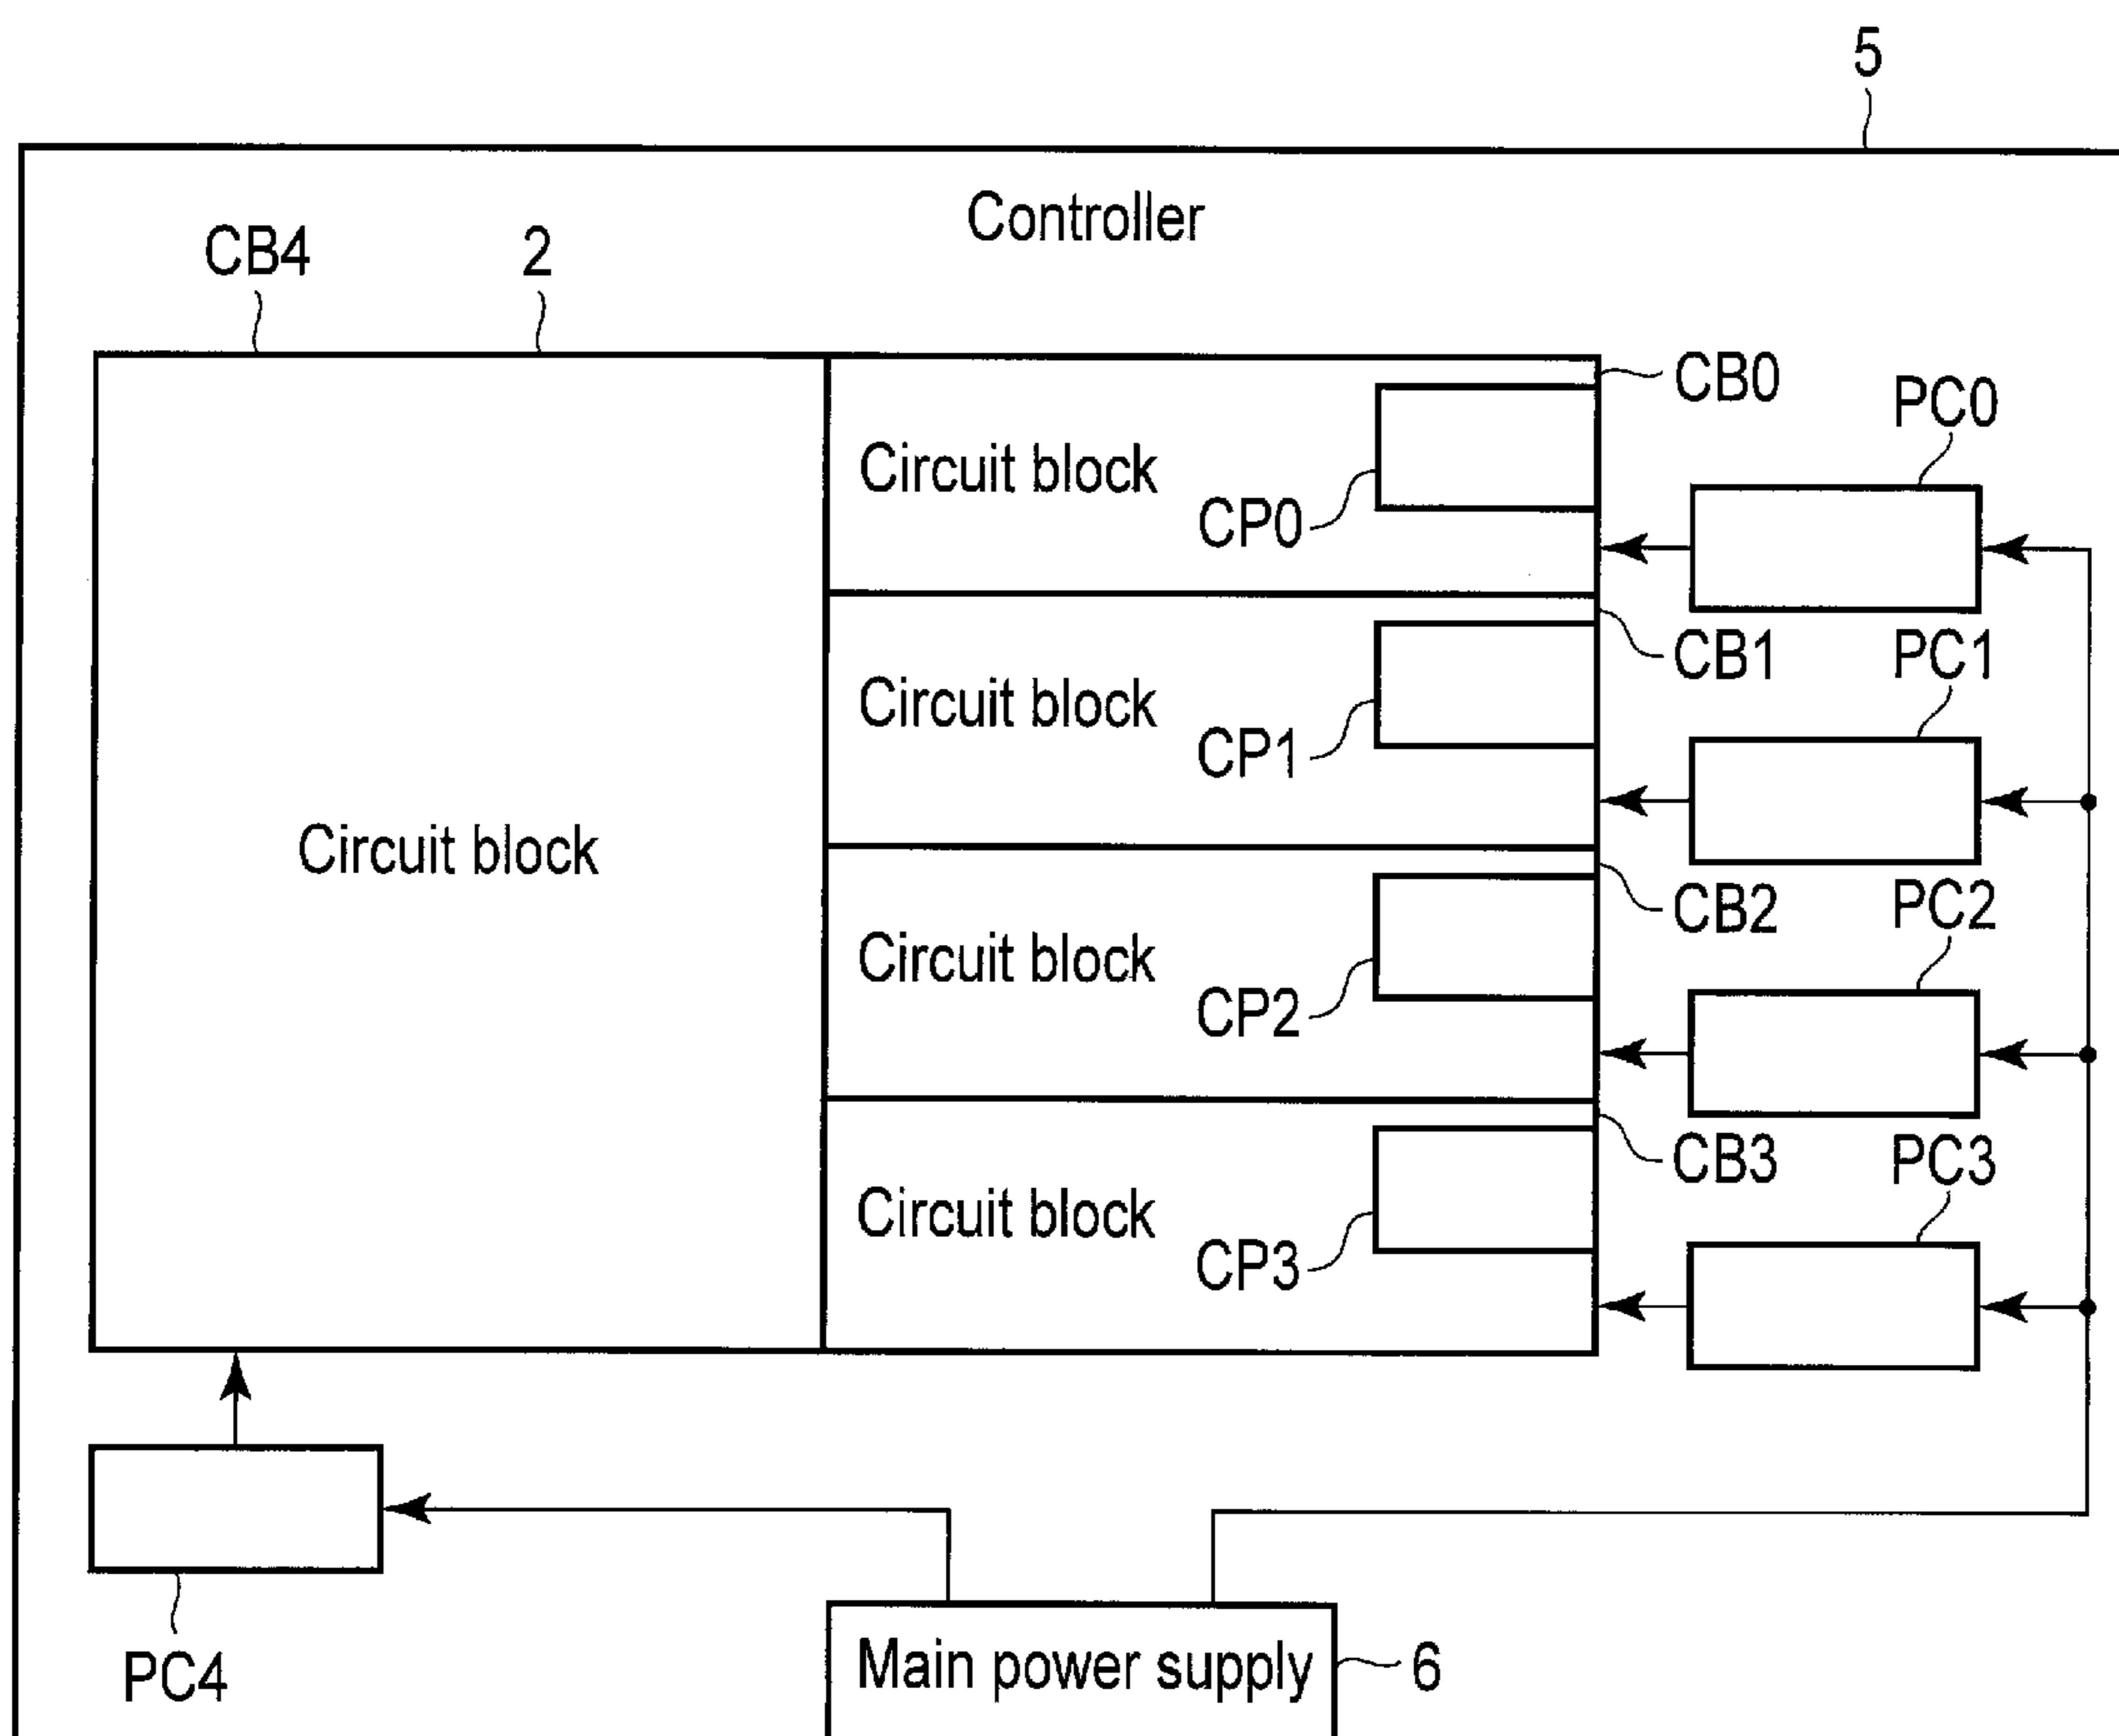 5
Controller
CB4
2
CB0
PC0
Circuit block
CP0
CB1
PC1
Circuit block
CP1
Circuit block
CB2
PC2
Circuit block
CP2
CB3
PC3
Circuit block
CP3
PC4
Main power supply
6